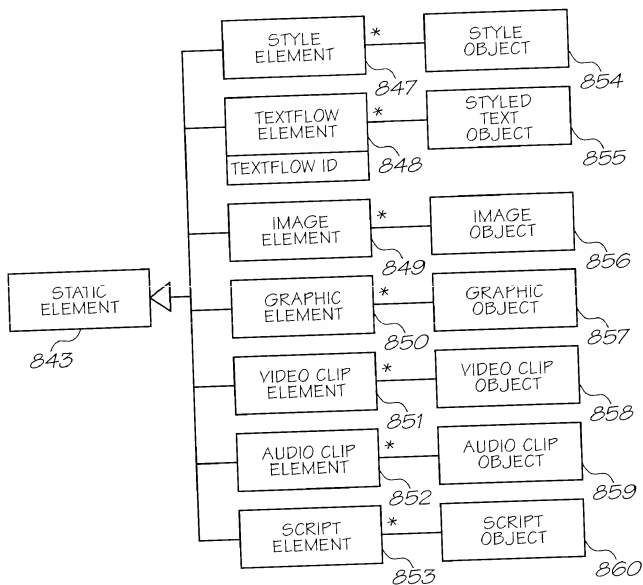 STYLE
ELEMENT
*
847
STYLE
OBJECT
854
TEXTFLOW
ELEMENT
TEXTFLOW ID
*
848
STYLED
TEXT
OBJECT
855
IMAGE
ELEMENT
*
849
IMAGE
OBJECT
856
STATIC
ELEMENT
843
GRAPHIC
ELEMENT
*
850
GRAPHIC
OBJECT
857
VIDEO CLIP
ELEMENT
*
851
VIDEO CLIP
OBJECT
858
AUDIO CLIP
ELEMENT
*
852
AUDIO CLIP
OBJECT
859
SCRIPT
ELEMENT
*
853
SCRIPT
OBJECT
860